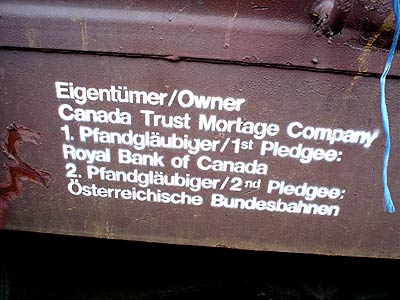 Eigentümer/Owner
Canada Trust Mortage Company
1. Pfandgläubiger/1st Pledgee:
Royal Bank of Canada
2. Pfandgläubiger/2nd Pledgee:
Österreichische Bundesbahnen